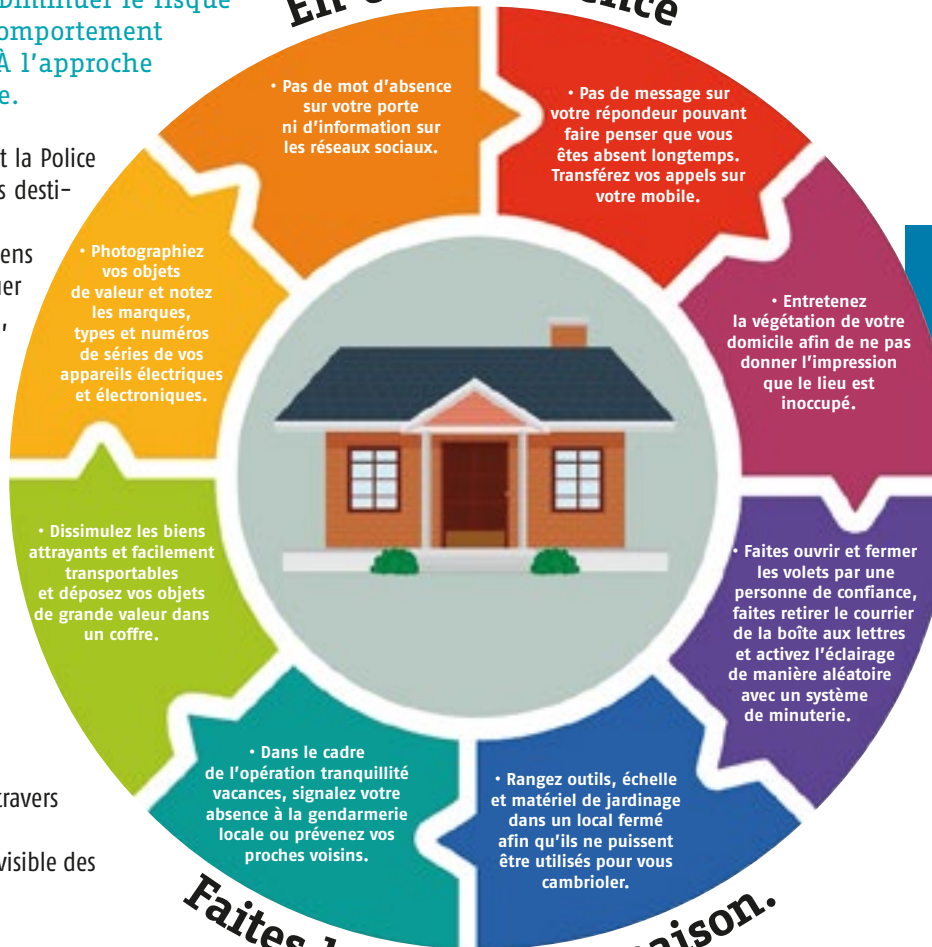 Diminuer le risque
omportement
À l'approche
e.
t la Police
s desti-
ens
er
,
travers
visible des
En
nce
• Pas de mot d'absence
sur votre porte
ni d'information sur
les réseaux sociaux.
• Pas de message sur
votre répondeur pouvant
faire penser que vous
êtes absent longtemps.
Transférez vos appels sur
votre mobile.
• Entretenez
la végétation de votre
domicile afin de ne pas
donner l'impression
que le lieu est
inoccupé.
• Faites ouvrir et fermer
les volets par une
personne de confiance,
faites retirer le courrier
de la boîte aux lettres
et activez l'éclairage
de manière aléatoire
avec un système
de minuterie.
• Rangez outils, échelle
et matériel de jardinage
dans un local fermé
afin qu'ils ne puissent
être utilisés pour vous
cambrioler.
• Dans le cadre
de l'opération tranquillité
vacances, signalez votre
absence à la gendarmerie
locale ou prévenez vos
proches voisins.
• Dissimulez les biens
attrayants et facilement
transportables
et déposez vos objets
de grande valeur dans
un coffre.
• Photographiez
vos objets
de valeur et notez
les marques,
types et numéros
de séries de vos
appareils électriques
et électroniques.
Faites
aison.